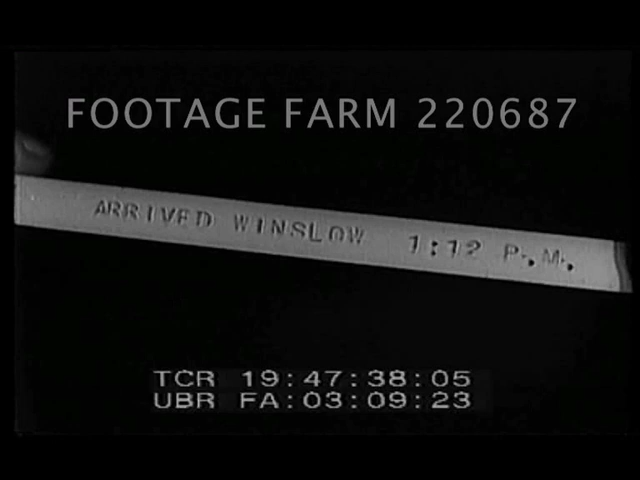 FOOTAGE FARM 220687
ARRIVED WINSLOW 1:12 P.M.
TCR 19:47:38:05
UBR FA:03:09:23